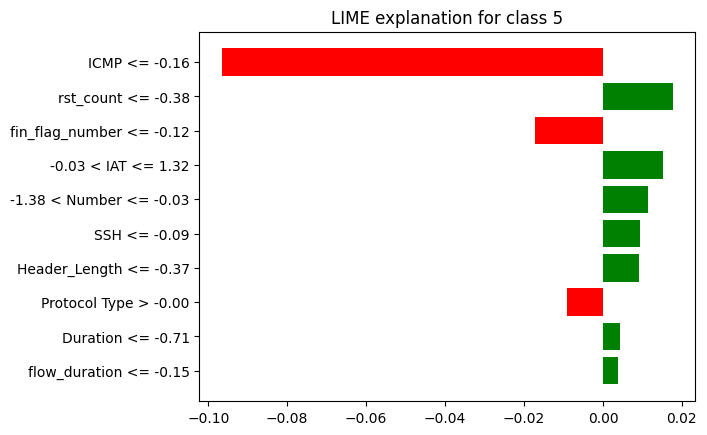 LIME explanation for class 5
ICMP <= -0.16
rst_count <= -0.38
fin_flag_number <= -0.12
-0.03 < IAT <= 1.32
-1.38 < Number <= -0.03
SSH <= -0.09
Header_Length <= -0.37
Protocol Type > -0.00
Duration <= -0.71
flow_duration <= -0.15
−0.10 −0.08 −0.06 −0.04 −0.02 0.00 0.02